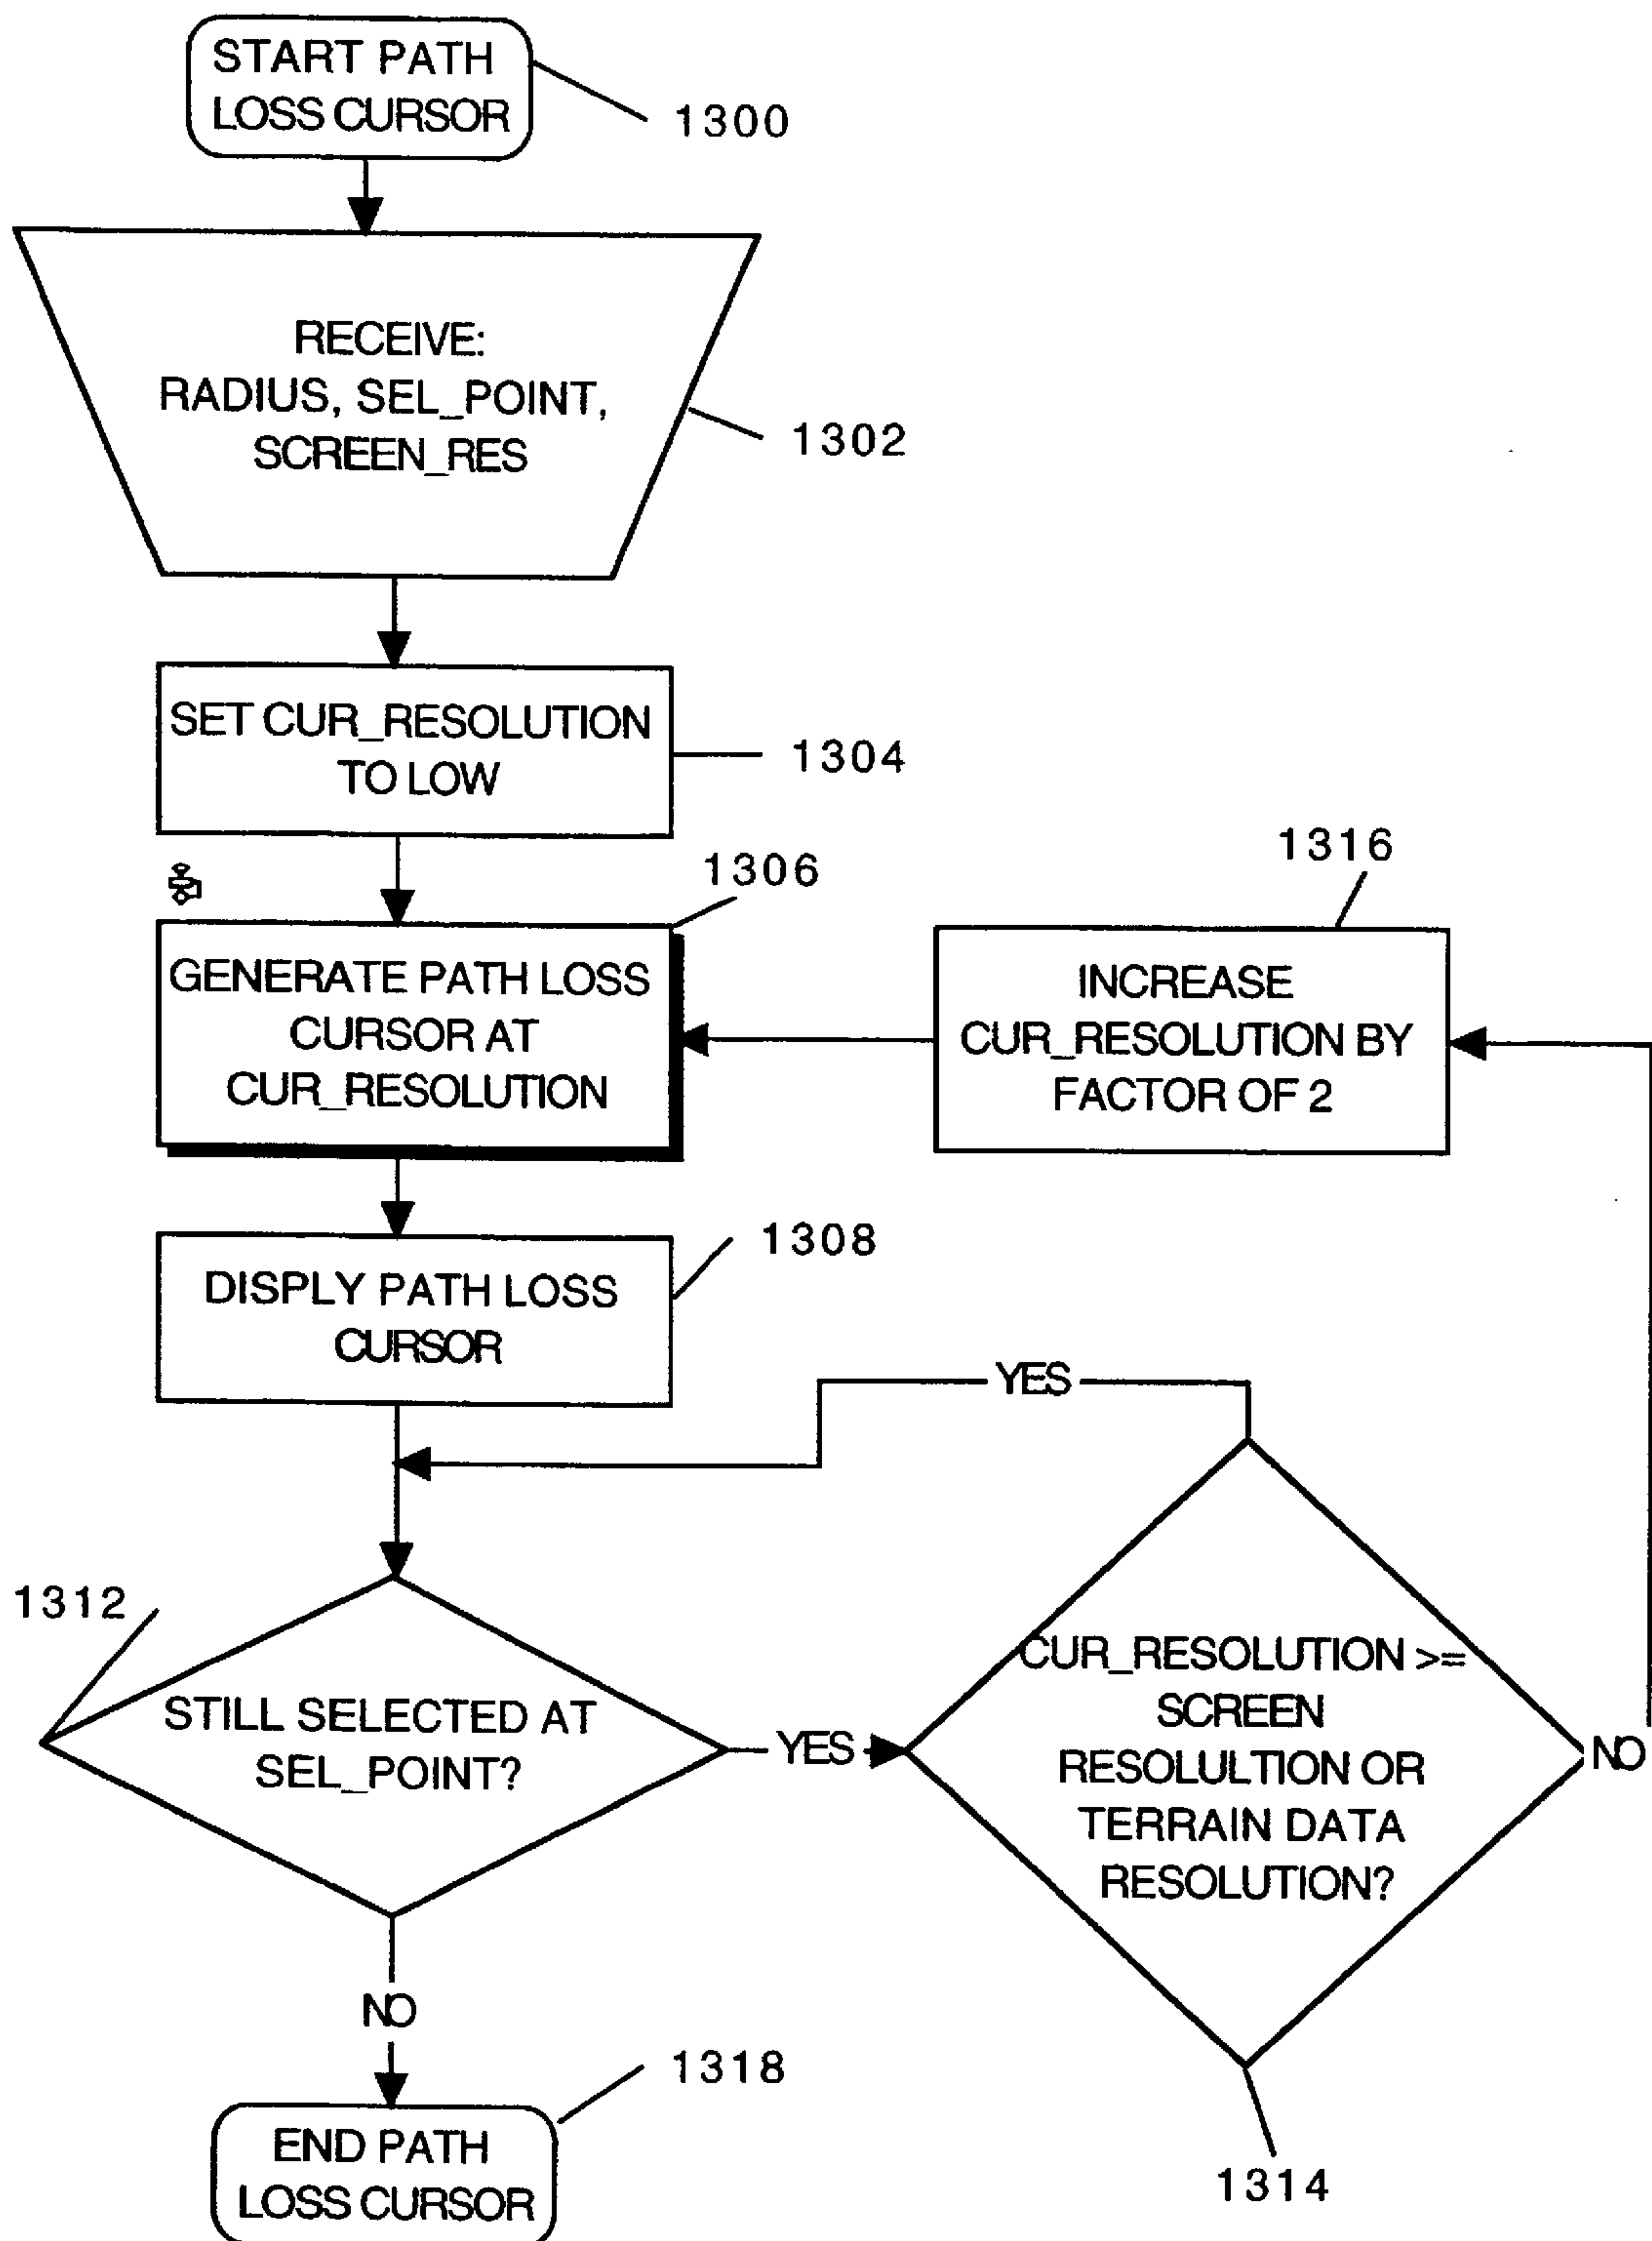 START PATH
LOSS CURSOR
1300
RECEIVE:
RADIUS, SEL_POINT,
SCREEN_RES
1302
SET CUR_RESOLUTION
TO LOW
1304
1306
GENERATE PATH LOSS
CURSOR AT
CUR_RESOLUTION
1316
INCREASE
CUR_RESOLUTION BY
FACTOR OF 2
1308
DISPLY PATH LOSS
CURSOR
YES
1312
STILL SELECTED AT
SEL_POINT?
YES
CUR_RESOLUTION >=
SCREEN
RESOLULTION OR
TERRAIN DATA
RESOLUTION?
NO
1314
NO
1318
END PATH
LOSS CURSOR